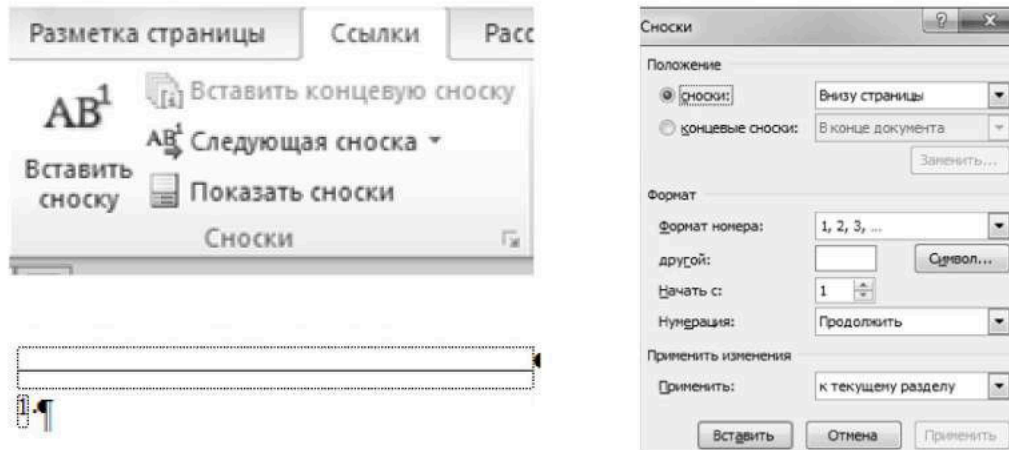 Разметка страницы Ссылки Расс
AB1
Вставить сноску
Вставить концевую сноску
AB1 Следующая сноска
Показать сноски
Сноски
1
Сноски
Положение
сноски: Внизу страницы
концевые сноски: В конце документа
Заменить...
Формат
Формат номера: 1, 2, 3, ...
другой: Символ...
Начать с: 1
Нумерация: Продолжить
Применить изменения
Применить: к текущему разделу
Вставить Отмена Применить